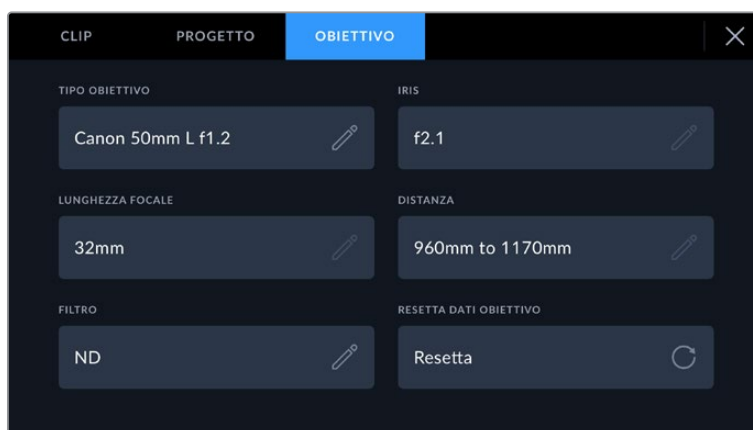 CLIP PROGETTO OBIETTIVO
TIPO OBIETTIVO IRIS
Canon 50mm L f1.2 f2.1
LUNGHEZZA FOCALE DISTANZA
32mm 960mm to 1170mm
FILTRO RESETTA DATI OBIETTIVO
ND Resetta